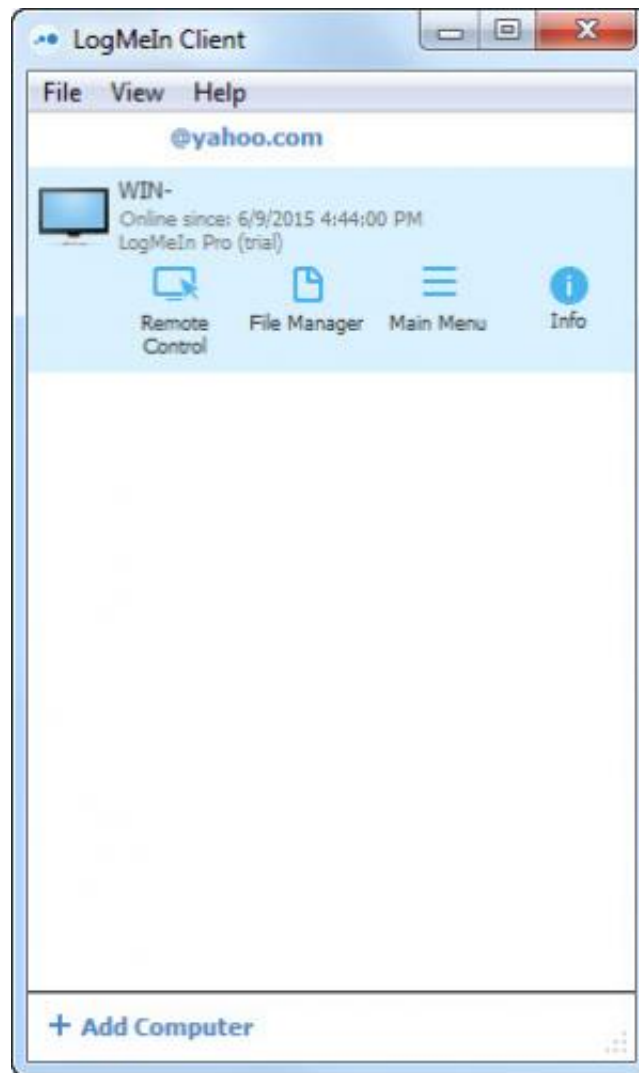 LogMeIn Client
File View Help
@yahoo.com
WIN-
Online since: 6/9/2015 4:44:00 PM
LogMeIn Pro (trial)
Remote Control
File Manager
Main Menu
Info
+ Add Computer